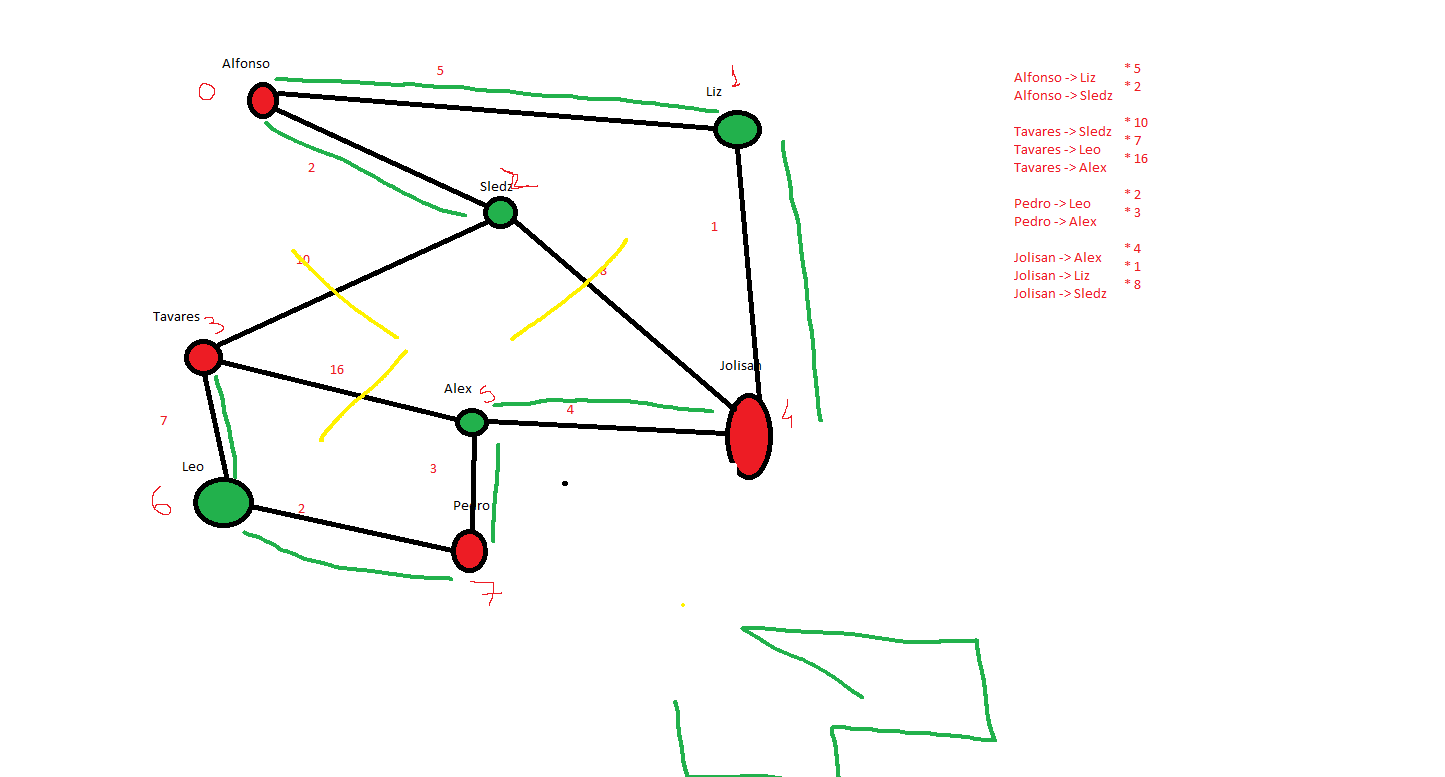 Alfonso
0
5
Liz
1
2
Sledz
2
10
8
1
Tavares
3
16
Jolisan
4
Alex
5
4
7
3
Leo
6
2
Pedro
7
Alfonso -> Liz * 5
Alfonso -> Sledz * 2
Tavares -> Sledz * 10
Tavares -> Leo * 7
Tavares -> Alex * 16
Pedro -> Leo * 2
Pedro -> Alex * 3
Jolisan -> Alex * 4
Jolisan -> Liz * 1
Jolisan -> Sledz * 8